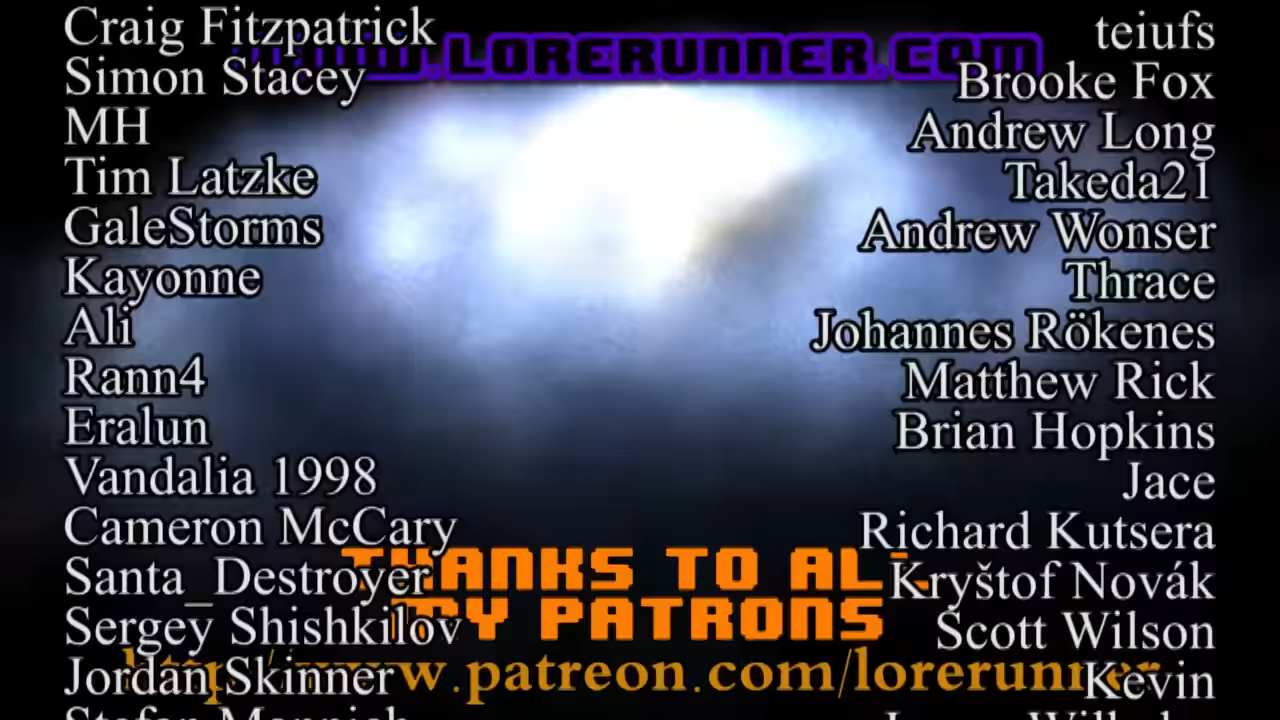 WWW.LORERUNNER.COM
Craig Fitzpatrick
Simon Stacey
MH
Tim Latzke
GaleStorms
Kayonne
Ali
Rann4
Eralun
Vandalia 1998
Cameron McCary
Santa_Destroyer
Sergey Shishkilov
Jordan Skinner
teiufs
Brooke Fox
Andrew Long
Takeda21
Andrew Wonser
Thrace
Johannes Rökenes
Matthew Rick
Brian Hopkins
Jace
Richard Kutsera
Kryštof Novák
Scott Wilson
Kevin
THANKS TO ALL
MY PATRONS
http://www.patreon.com/lorerunner